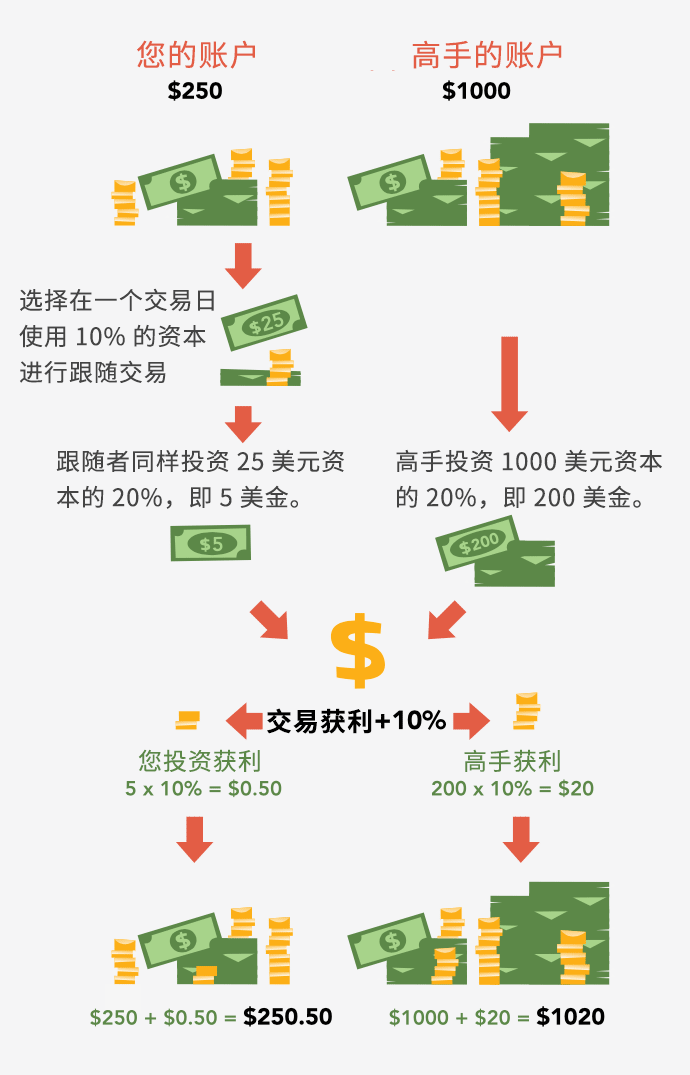 您的账户
$250
高手的账户
$1000
$
$
选择在一个交易日
使用 10% 的资本
进行跟随交易
$25
跟随者同样投资 25 美元资
本的 20%，即 5 美金。
$5
高手投资 1000 美元资本
的 20%，即 200 美金。
$200
$
交易获利+10%
您投资获利
5 x 10% = $0.50
高手获利
200 x 10% = $20
$
$
$250 + $0.50 = $250.50
$1000 + $20 = $1020